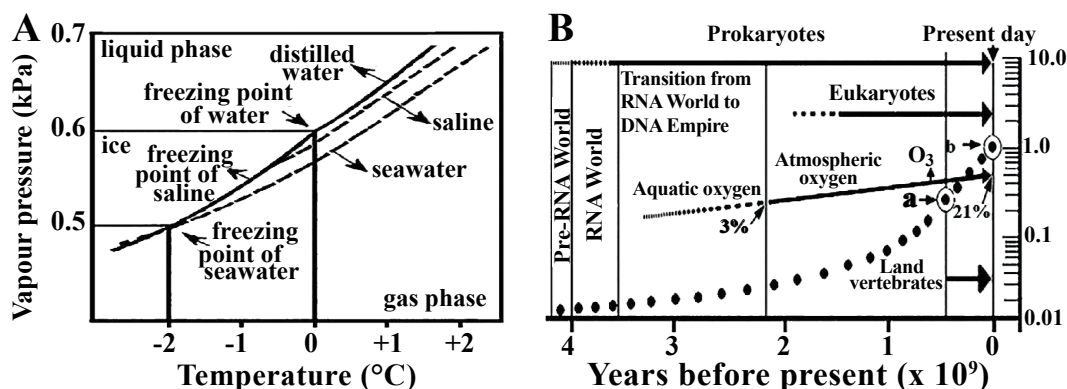 A
0.7
0.6
0.5
Vapour pressure (kPa)
liquid phase
distilled
water
freezing point
of water
saline
ice
freezing
point of
saline
seawater
freezing
point of
seawater
gas phase
-2
-1
0
+1
+2
Temperature (°C)
B
Present day
Prokaryotes
10.0
Pre-RNA World
RNA World
Transition from
RNA World to
DNA Empire
Eukaryotes
b
1.0
O3
Atmospheric
oxygen
Aquatic oxygen
a
3%
21%
0.1
Land
vertebrates
0.01
4
3
2
1
0
Years before present (x 10⁹)